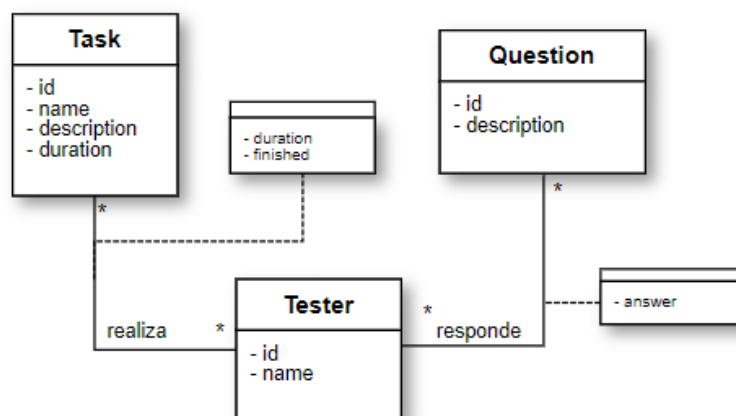 Task
- id
- name
- description
- duration
*
- duration
- finished
Question
- id
- description
*
- answer
Tester
- id
- name
realiza
*
*
responde